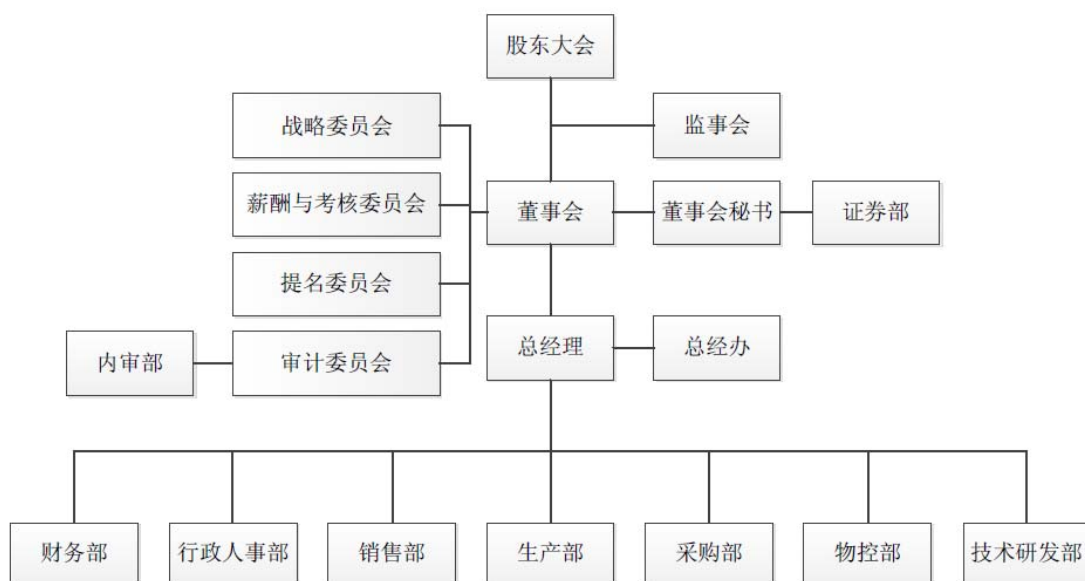 股东大会
战略委员会
监事会
薪酬与考核委员会
董事会
董事会秘书
证券部
提名委员会
内审部
审计委员会
总经理
总经办
财务部
行政人事部
销售部
生产部
采购部
物控部
技术研发部